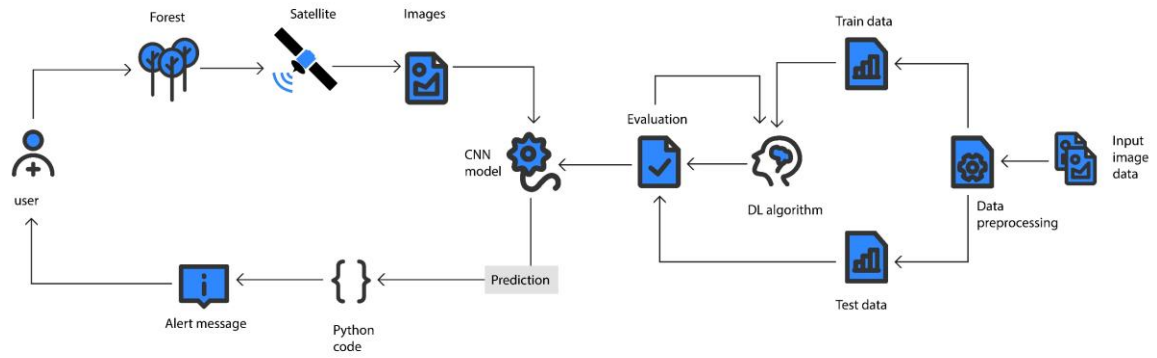 Forest
Satellite
Images
Train data
Evaluation
CNN
model
Input
image
data
user
DL algorithm
Data
preprocessing
Prediction
Alert message
Python
code
Test data